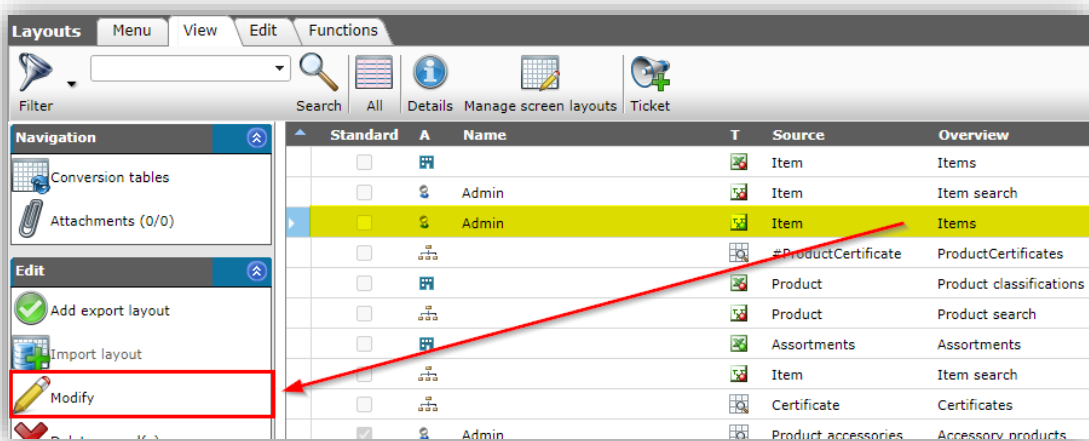 Layouts Menu View Edit Functions
Filter Search All Details Manage screen layouts Ticket
Navigation
Conversion tables
Attachments (0/0)
Edit
Add export layout
Import layout
Modify
Standard A Name T Source Overview
Item Items
Admin Item Item search
Admin Item Items
#ProductCertificate ProductCertificates
Product Product classifications
Product Product search
Assortments Assortments
Item Item search
Certificate Certificates
Admin Product accessories Accessory products